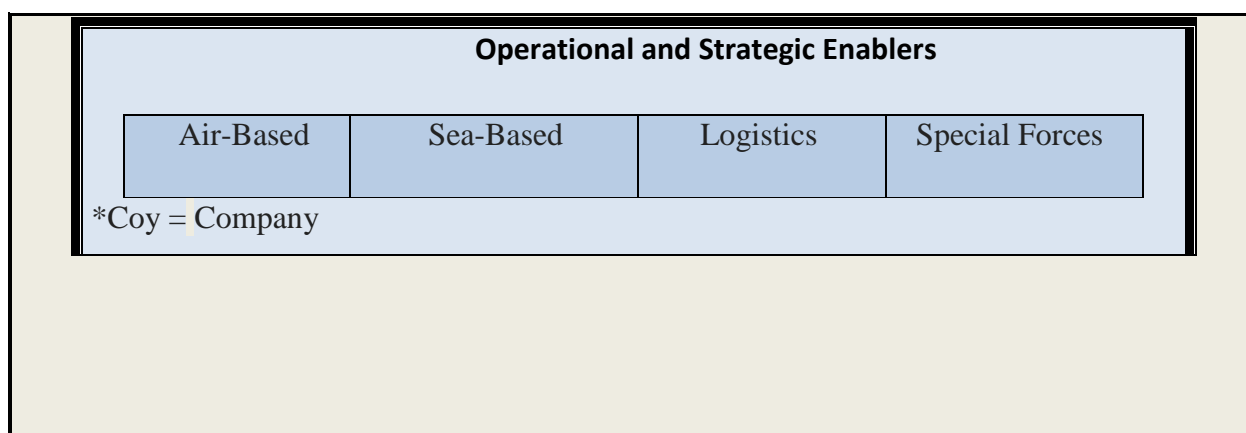 Operational and Strategic Enablers
Air-Based Sea-Based Logistics Special Forces
*Coy = Company